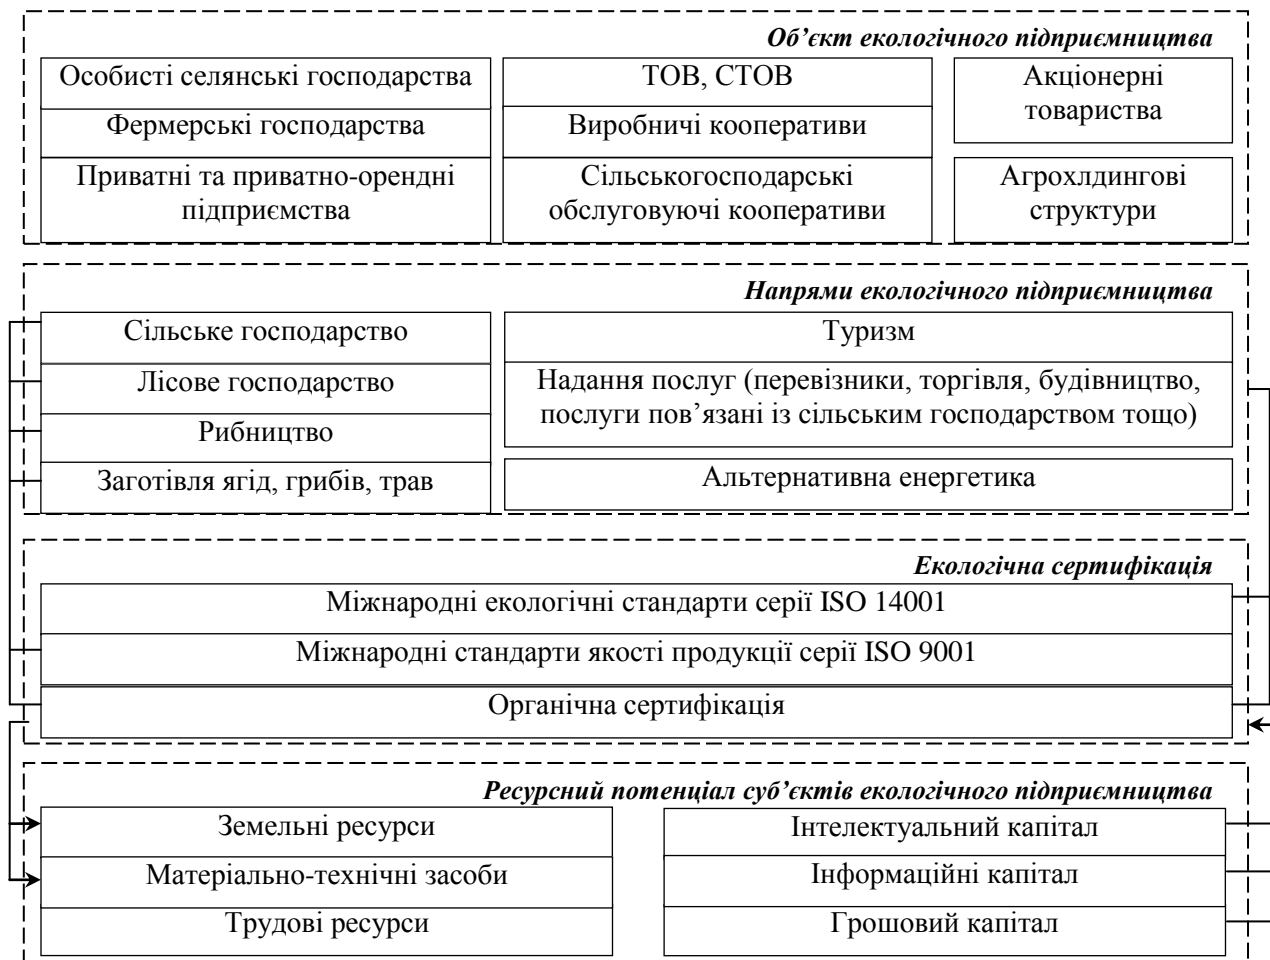 Об’єкт екологічного підприємництва
Особисті селянські господарства
Фермерські господарства
Приватні та приватно-орендні
підприємства
ТОВ, СТОВ
Виробничі кооперативи
Сільськогосподарські
обслуговуючі кооперативи
Акціонерні
товариства
Агрохлдингові
структури
Напрями екологічного підприємництва
Сільське господарство
Лісове господарство
Рибництво
Заготівля ягід, грибів, трав
Туризм
Надання послуг (перевізники, торгівля, будівництво,
послуги пов’язані із сільським господарством тощо)
Альтернативна енергетика
Екологічна сертифікація
Міжнародні екологічні стандарти серії ISO 14001
Міжнародні стандарти якості продукції серії ISO 9001
Органічна сертифікація
Ресурсний потенціал суб’єктів екологічного підприємництва
Земельні ресурси
Матеріально-технічні засоби
Трудові ресурси
Інтелектуальний капітал
Інформаційні капітал
Грошовий капітал